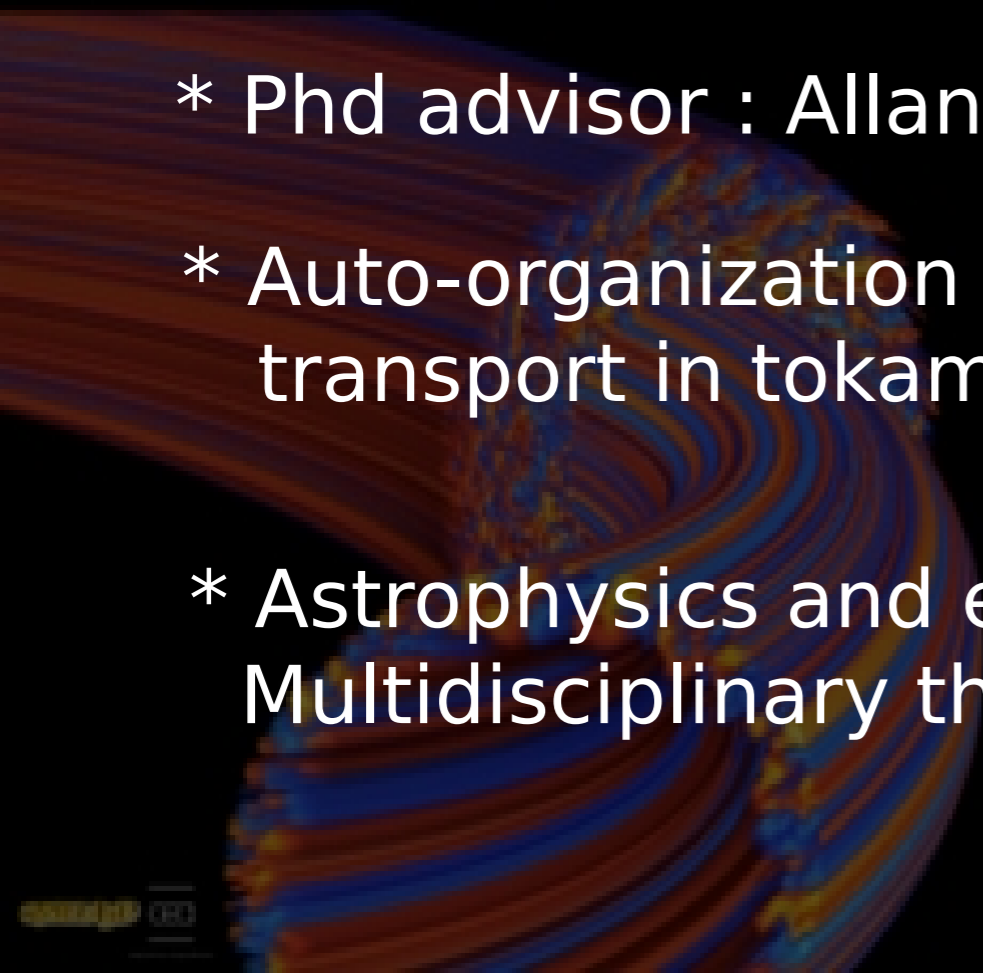 * Phd advisor : Allan
* Auto-organization
transport in tokam
* Astrophysics and e
Multidisciplinary th